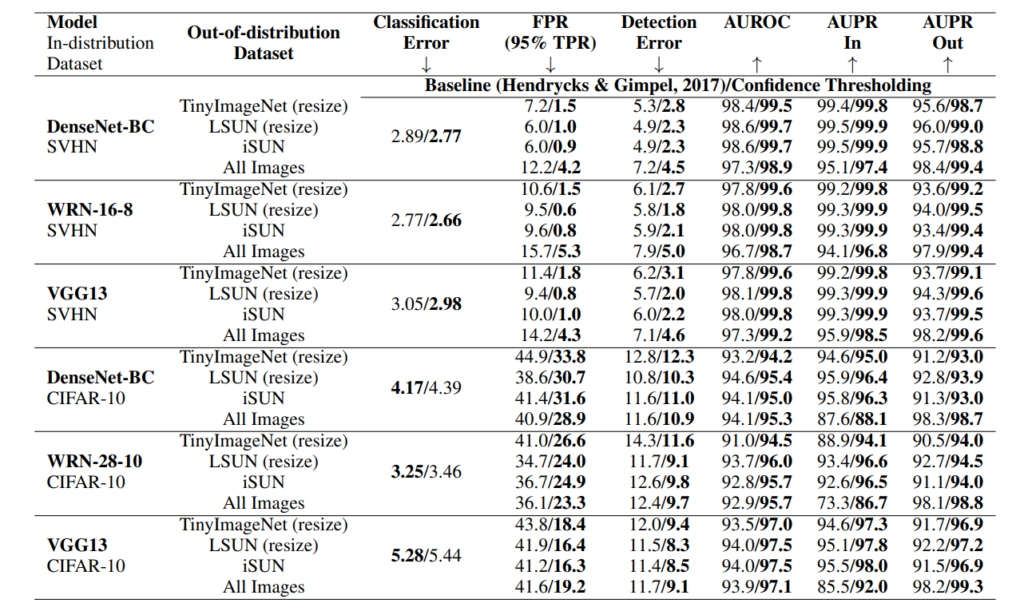 Model Out-of-distribution Dataset Classification Error FPR (95% TPR) Detection Error AUROC AUPR In AUPR Out
In-distribution Dataset
↓ ↓ ↓ ↑ ↑ ↑
Baseline (Hendrycks & Gimpel, 2017)/Confidence Thresholding
DenseNet-BC SVHN 2.89/2.77
TinyImageNet (resize) 7.2/1.5 5.3/2.8 98.4/99.5 99.4/99.8 95.6/98.7
LSUN (resize) 6.0/1.0 4.9/2.3 98.6/99.7 99.5/99.9 96.0/99.0
iSUN 6.0/0.9 4.9/2.3 98.6/99.7 99.5/99.9 95.7/98.8
All Images 12.2/4.2 7.2/4.5 97.3/98.9 95.1/97.4 98.4/99.4
WRN-16-8 SVHN 2.77/2.66
TinyImageNet (resize) 10.6/1.5 6.1/2.7 97.8/99.6 99.2/99.8 93.6/99.2
LSUN (resize) 9.5/0.6 5.8/1.8 98.0/99.8 99.3/99.9 94.0/99.5
iSUN 9.6/0.8 5.9/2.1 98.0/99.8 99.3/99.9 93.4/99.4
All Images 15.7/5.3 7.9/5.0 96.7/98.7 94.1/96.8 97.9/99.4
VGG13 SVHN 3.05/2.98
TinyImageNet (resize) 11.4/1.8 6.2/3.1 97.8/99.6 99.2/99.8 93.7/99.1
LSUN (resize) 9.4/0.8 5.7/2.0 98.1/99.8 99.3/99.9 94.3/99.6
iSUN 10.0/1.0 6.0/2.2 98.0/99.8 99.3/99.9 93.7/99.5
All Images 14.2/4.3 7.1/4.6 97.3/99.2 95.9/98.5 98.2/99.6
DenseNet-BC CIFAR-10 4.17/4.39
TinyImageNet (resize) 44.9/33.8 12.8/12.3 93.2/94.2 94.6/95.0 91.2/93.0
LSUN (resize) 38.6/30.7 10.8/10.3 94.6/95.4 95.9/96.4 92.8/93.9
iSUN 41.4/31.6 11.6/11.0 94.1/95.0 95.8/96.3 91.3/93.0
All Images 40.9/28.9 11.6/10.9 94.1/95.3 87.6/88.1 98.3/98.7
WRN-28-10 CIFAR-10 3.25/3.46
TinyImageNet (resize) 41.0/26.6 14.3/11.6 91.0/94.5 88.9/94.1 90.5/94.0
LSUN (resize) 34.7/24.0 11.7/9.1 93.7/96.0 93.4/96.6 92.7/94.5
iSUN 36.7/24.9 12.6/9.8 92.8/95.7 92.6/96.5 91.1/94.0
All Images 36.1/23.3 12.4/9.7 92.9/95.7 73.3/86.7 98.1/98.8
VGG13 CIFAR-10 5.28/5.44
TinyImageNet (resize) 43.8/18.4 12.0/9.4 93.5/97.0 94.6/97.3 91.7/96.9
LSUN (resize) 41.9/16.4 11.5/8.3 94.0/97.5 95.1/97.8 92.2/97.2
iSUN 41.2/16.3 11.4/8.5 94.0/97.5 95.5/98.0 91.5/96.9
All Images 41.6/19.2 11.7/9.1 93.9/97.1 85.5/92.0 98.2/99.3